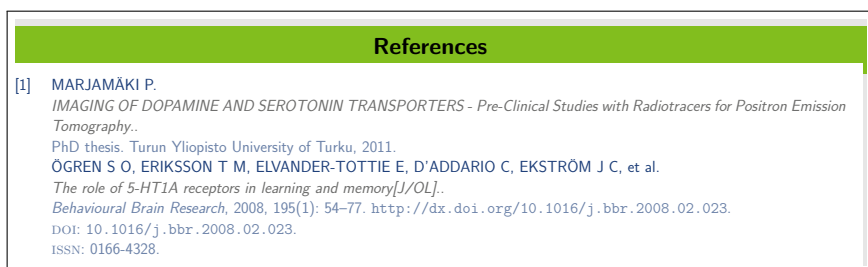 References
[1] MARJAMÄKI P.
IMAGING OF DOPAMINE AND SEROTONIN TRANSPORTERS - Pre-Clinical Studies with Radiotracers for Positron Emission
Tomography..
PhD thesis. Turun Yliopisto University of Turku, 2011.
ÖGREN S O, ERIKSSON T M, ELVANDER-TOTTIE E, D'ADDARIO C, EKSTRÖM J C, et al.
The role of 5-HT1A receptors in learning and memory[J/OL]..
Behavioural Brain Research, 2008, 195(1): 54–77. http://dx.doi.org/10.1016/j.bbr.2008.02.023.
DOI: 10.1016/j.bbr.2008.02.023.
ISSN: 0166-4328.